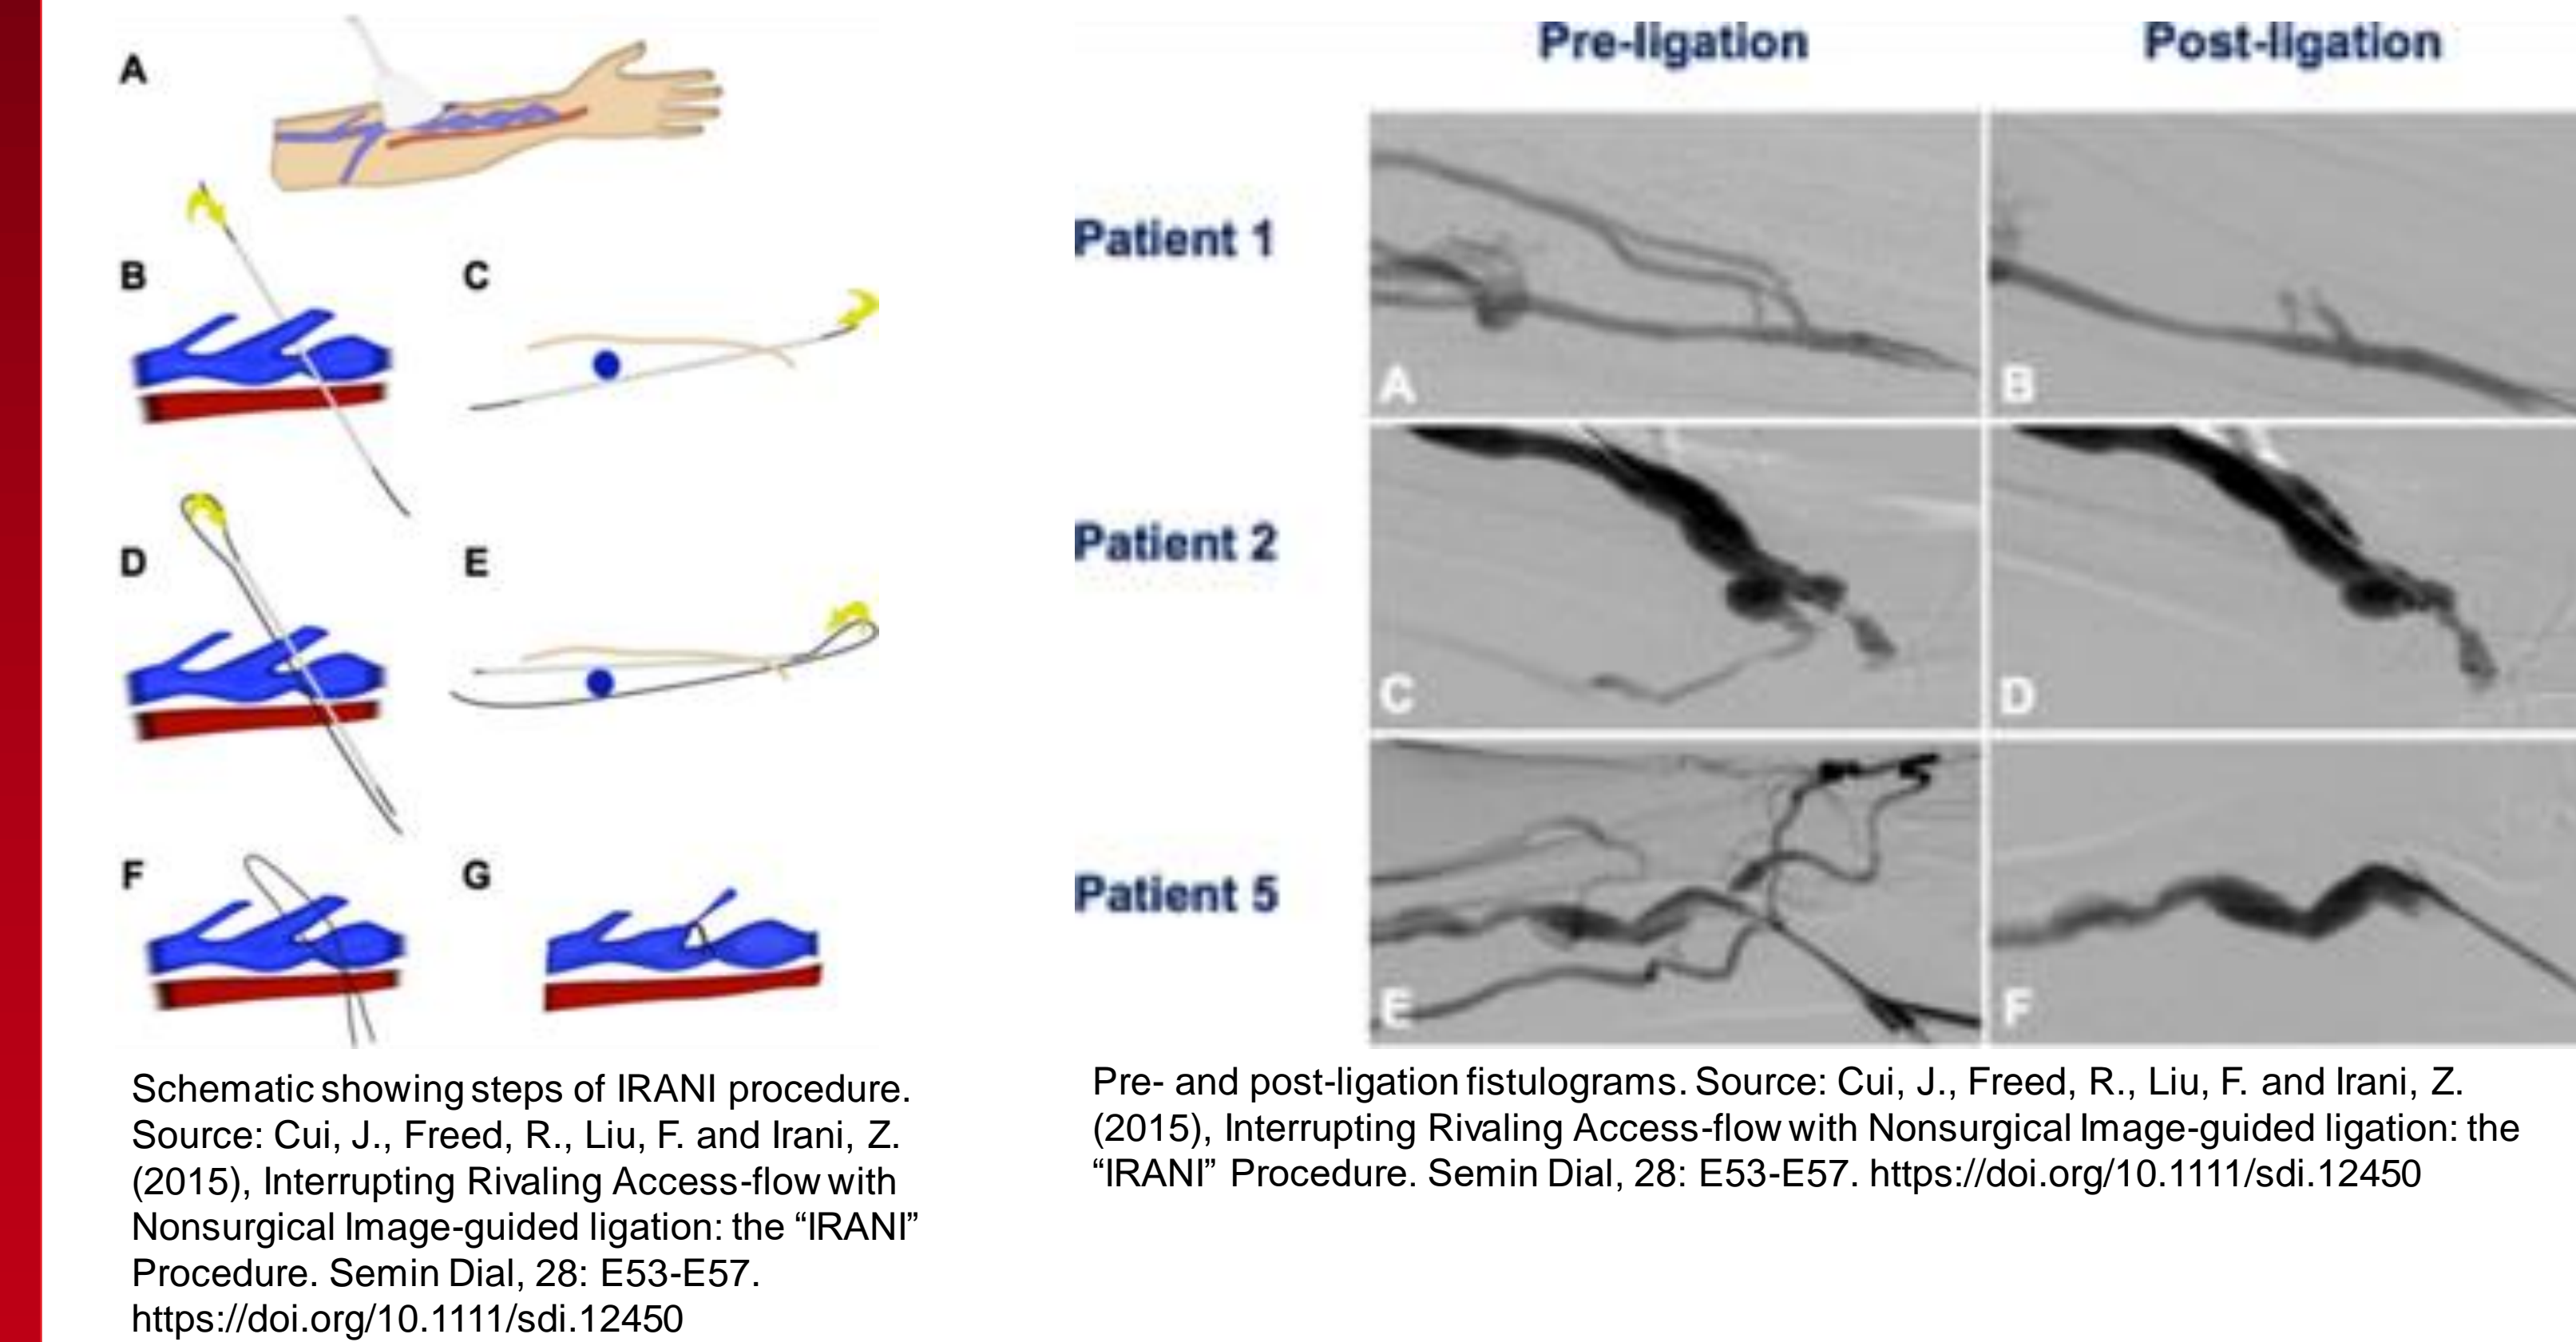 A
B
C
D
E
F
G
Schematic showing steps of IRANI procedure.
Source: Cui, J., Freed, R., Liu, F. and Irani, Z.
(2015), Interrupting Rivaling Access-flow with
Nonsurgical Image-guided ligation: the “IRANI”
Procedure. Semin Dial, 28: E53-E57.
https://doi.org/10.1111/sdi.12450
Pre-ligation
Post-ligation
Patient 1
A
B
Patient 2
C
D
Patient 5
E
F
Pre- and post-ligation fistulograms. Source: Cui, J., Freed, R., Liu, F. and Irani, Z.
(2015), Interrupting Rivaling Access-flow with Nonsurgical Image-guided ligation: the
“IRANI” Procedure. Semin Dial, 28: E53-E57. https://doi.org/10.1111/sdi.12450